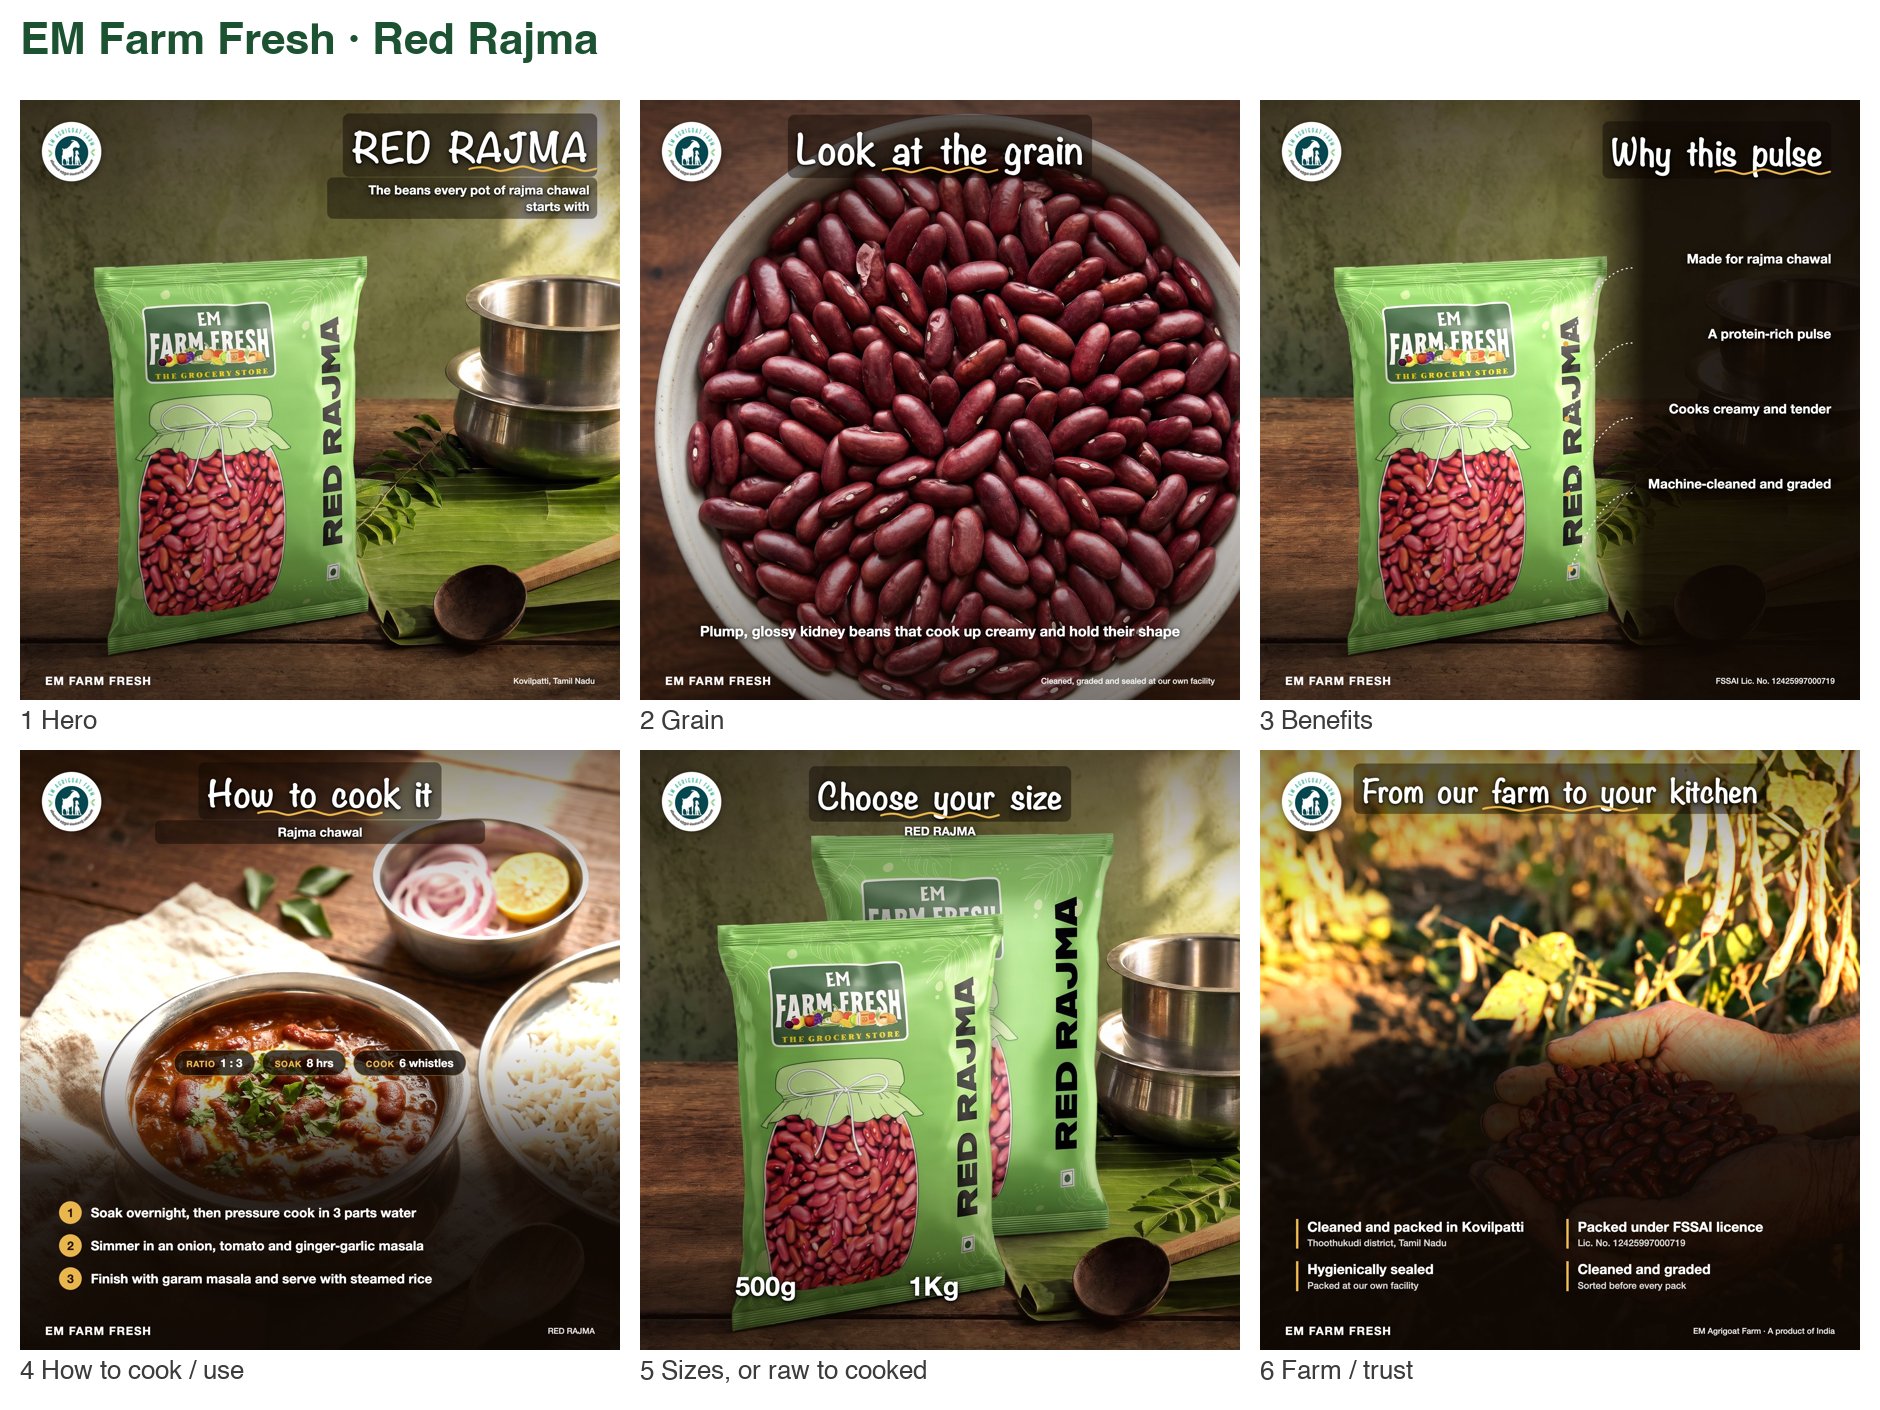 EM Farm Fresh · Red Rajma
RED RAJMA
The beans every pot of rajma chawal
starts with
EM
FARM FRESH
THE GROCERY STORE
RED RAJMA
EM FARM FRESH
Kovilpatti, Tamil Nadu
1 Hero
Look at the grain
Plump, glossy kidney beans that cook up creamy and hold their shape
EM FARM FRESH
Cleaned, graded and sealed at our own facility
2 Grain
Why this pulse
Made for rajma chawal
A protein-rich pulse
Cooks creamy and tender
Machine-cleaned and graded
EM
FARM FRESH
THE GROCERY STORE
RED RAJMA
EM FARM FRESH
FSSAI Lic. No. 12425997000719
3 Benefits
How to cook it
Rajma chawal
RATIO 1 : 3
SOAK 8 hrs
COOK 6 whistles
1 Soak overnight, then pressure cook in 3 parts water
2 Simmer in an onion, tomato and ginger-garlic masala
3 Finish with garam masala and serve with steamed rice
EM FARM FRESH
RED RAJMA
4 How to cook / use
Choose your size
RED RAJMA
EM
FARM FRESH
RED RAJMA
EM
FARM FRESH
THE GROCERY STORE
RED RAJMA
500g
1Kg
5 Sizes, or raw to cooked
From our farm to your kitchen
Cleaned and packed in Kovilpatti
Thoothukudi district, Tamil Nadu
Packed under FSSAI licence
Lic. No. 12425997000719
Hygienically sealed
Packed at our own facility
Cleaned and graded
Sorted before every pack
EM FARM FRESH
EM Agrigoat Farm · A product of India
6 Farm / trust